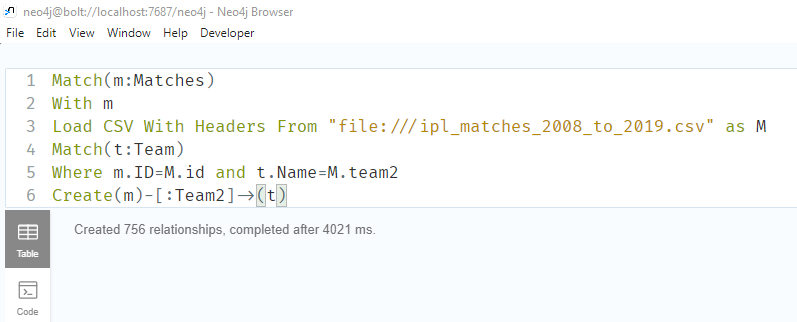 neo4j@bolt://localhost:7687/neo4j - Neo4j Browser
File Edit View Window Help Developer
1 Match(m:Matches)
2 With m
3 Load CSV With Headers From "file:///ipl_matches_2008_to_2019.csv" as M
4 Match(t:Team)
5 Where m.ID=M.id and t.Name=M.team2
6 Create(m)-[:Team2]->(t)
Created 756 relationships, completed after 4021 ms.
Table
Code